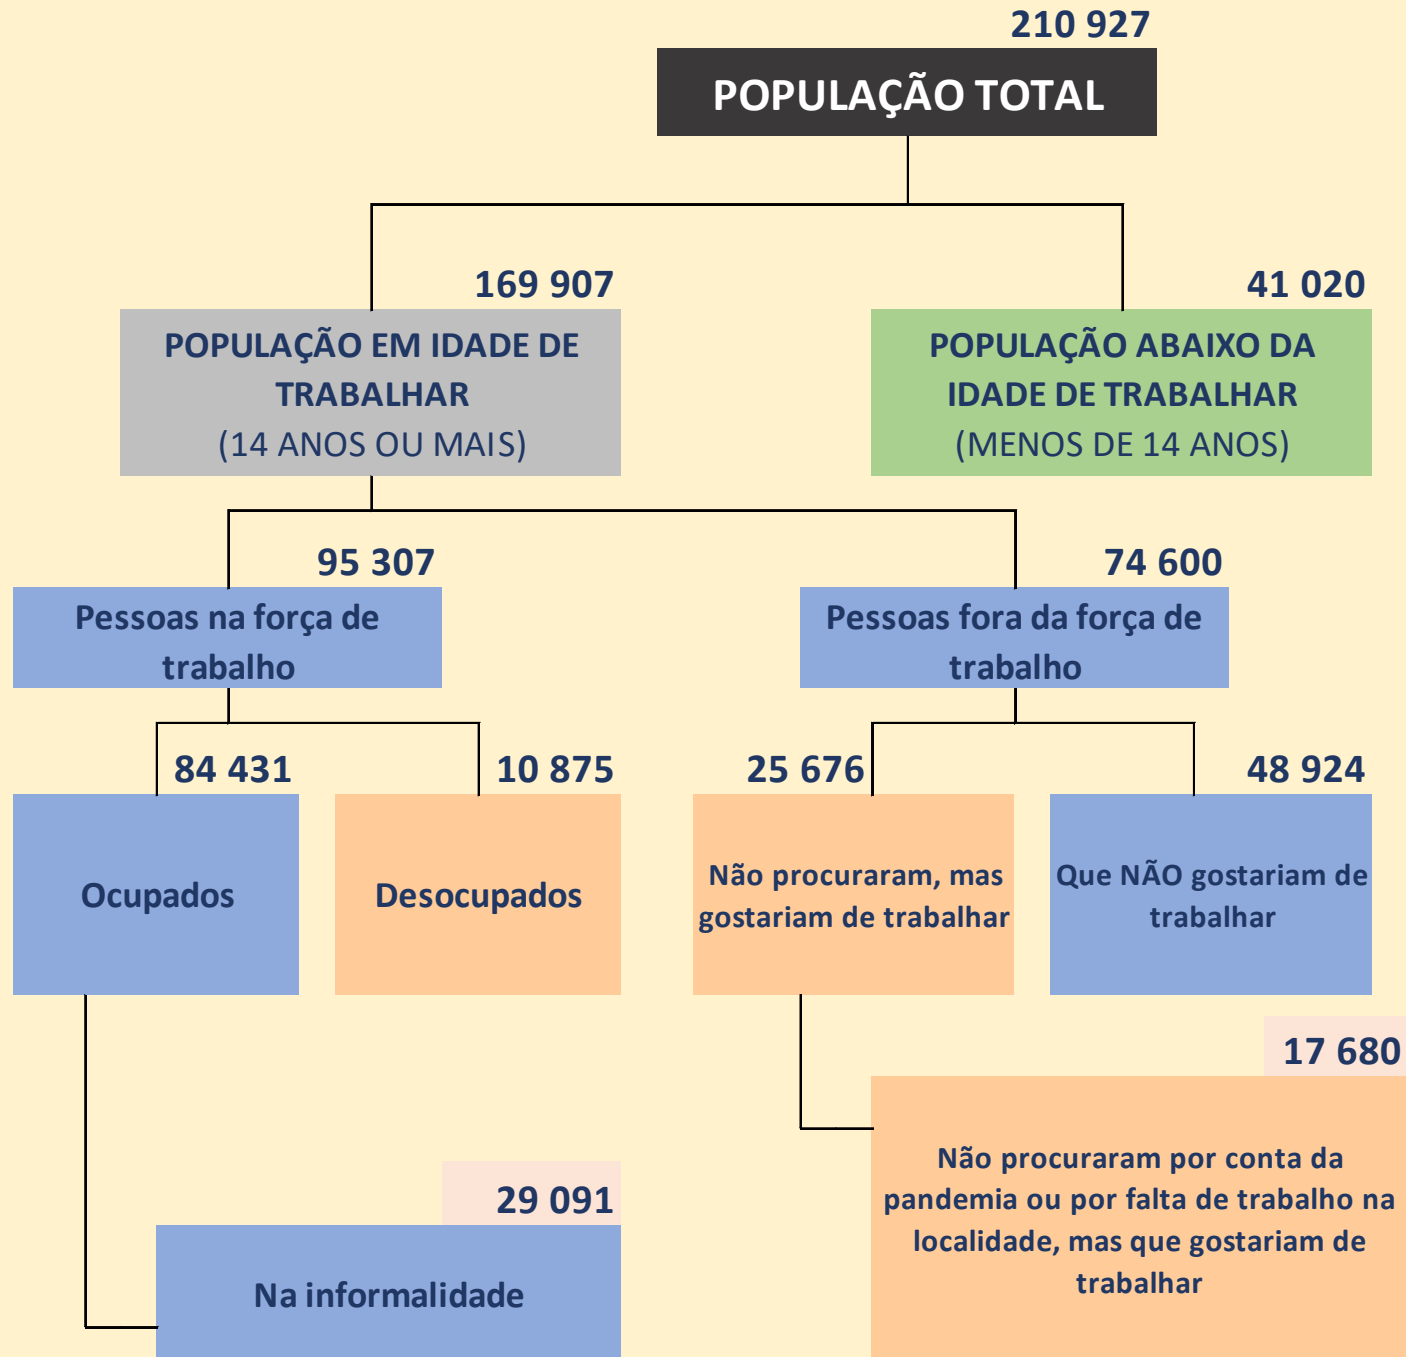 210 927
POPULAÇÃO TOTAL
169 907
POPULAÇÃO EM IDADE DE
TRABALHAR
(14 ANOS OU MAIS)
41 020
POPULAÇÃO ABAIXO DA
IDADE DE TRABALHAR
(MENOS DE 14 ANOS)
95 307
Pessoas na força de
trabalho
74 600
Pessoas fora da força de
trabalho
84 431
Ocupados
10 875
Desocupados
25 676
Não procuraram, mas
gostariam de trabalhar
48 924
Que NÃO gostariam de
trabalhar
29 091
Na informalidade
17 680
Não procuraram por conta da
pandemia ou por falta de trabalho na
localidade, mas que gostariam de
trabalhar